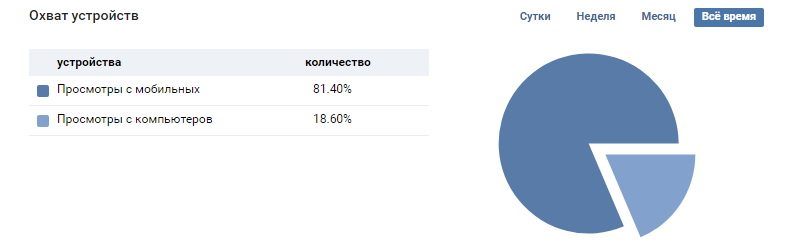 Охват устройств
Сутки Неделя Месяц Всё время
устройства количество
Просмотры с мобильных 81.40%
Просмотры с компьютеров 18.60%